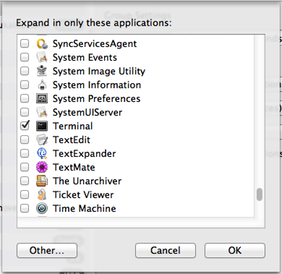 Expand in only these applications:
SyncServicesAgent
System Events
System Image Utility
System Information
System Preferences
SystemUIServer
Terminal
TextEdit
TextExpander
TextMate
The Unarchiver
Ticket Viewer
Time Machine
Other...
Cancel
OK